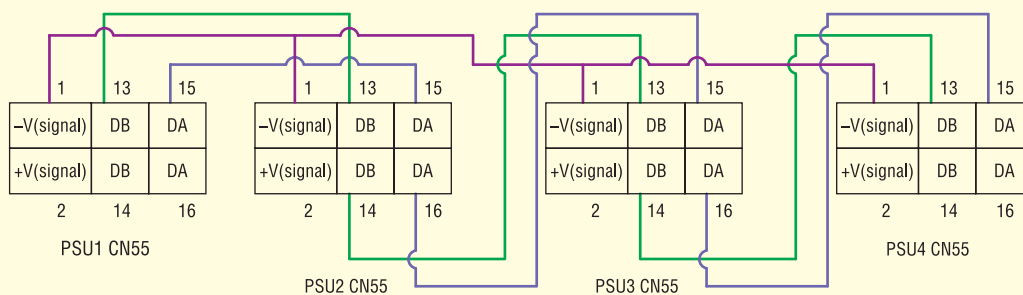 1 13 15 1 13 15 1 13 15 1 13 15
–V(signal) DB DA –V(signal) DB DA –V(signal) DB DA –V(signal) DB DA
+V(signal) DB DA +V(signal) DB DA +V(signal) DB DA +V(signal) DB DA
2 14 16 2 14 16 2 14 16 2 14 16
PSU1 CN55 PSU4 CN55
PSU2 CN55 PSU3 CN55